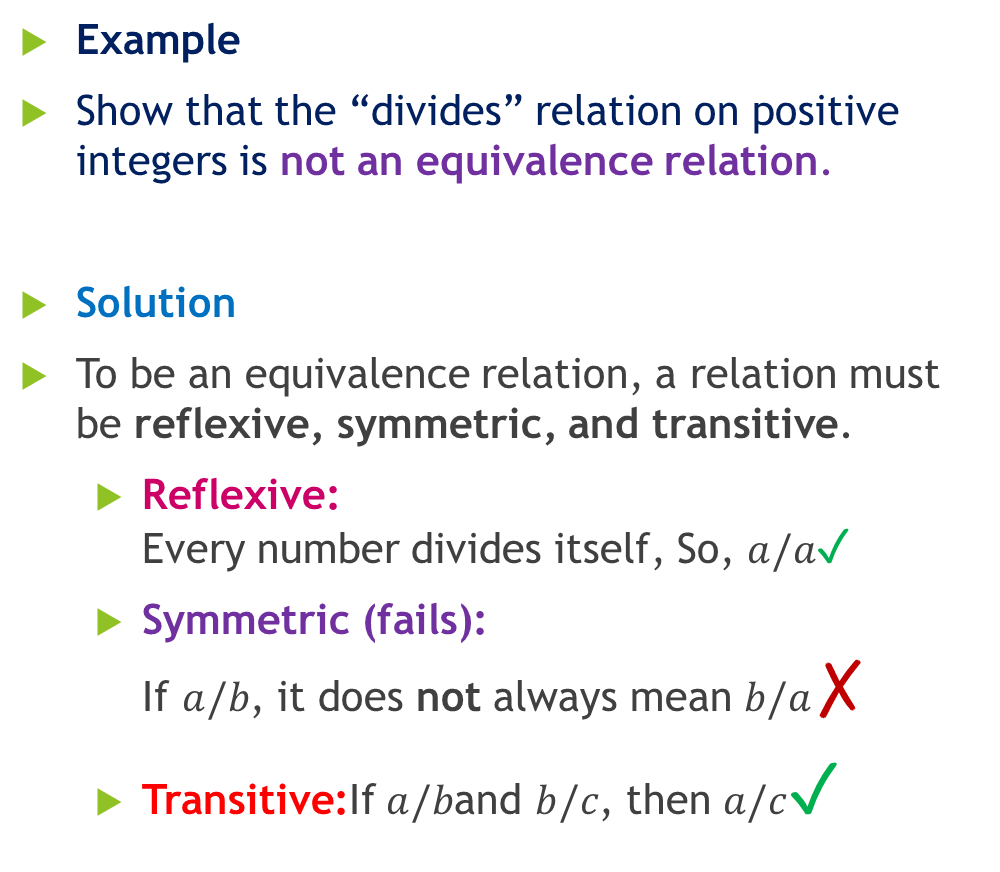 Example
Show that the “divides” relation on positive
integers is not an equivalence relation.
Solution
To be an equivalence relation, a relation must
be reflexive, symmetric, and transitive.
Reflexive:
Every number divides itself, So, a/a✓
Symmetric (fails):
If a/b, it does not always mean b/a✗
Transitive:If a/band b/c, then a/c✓